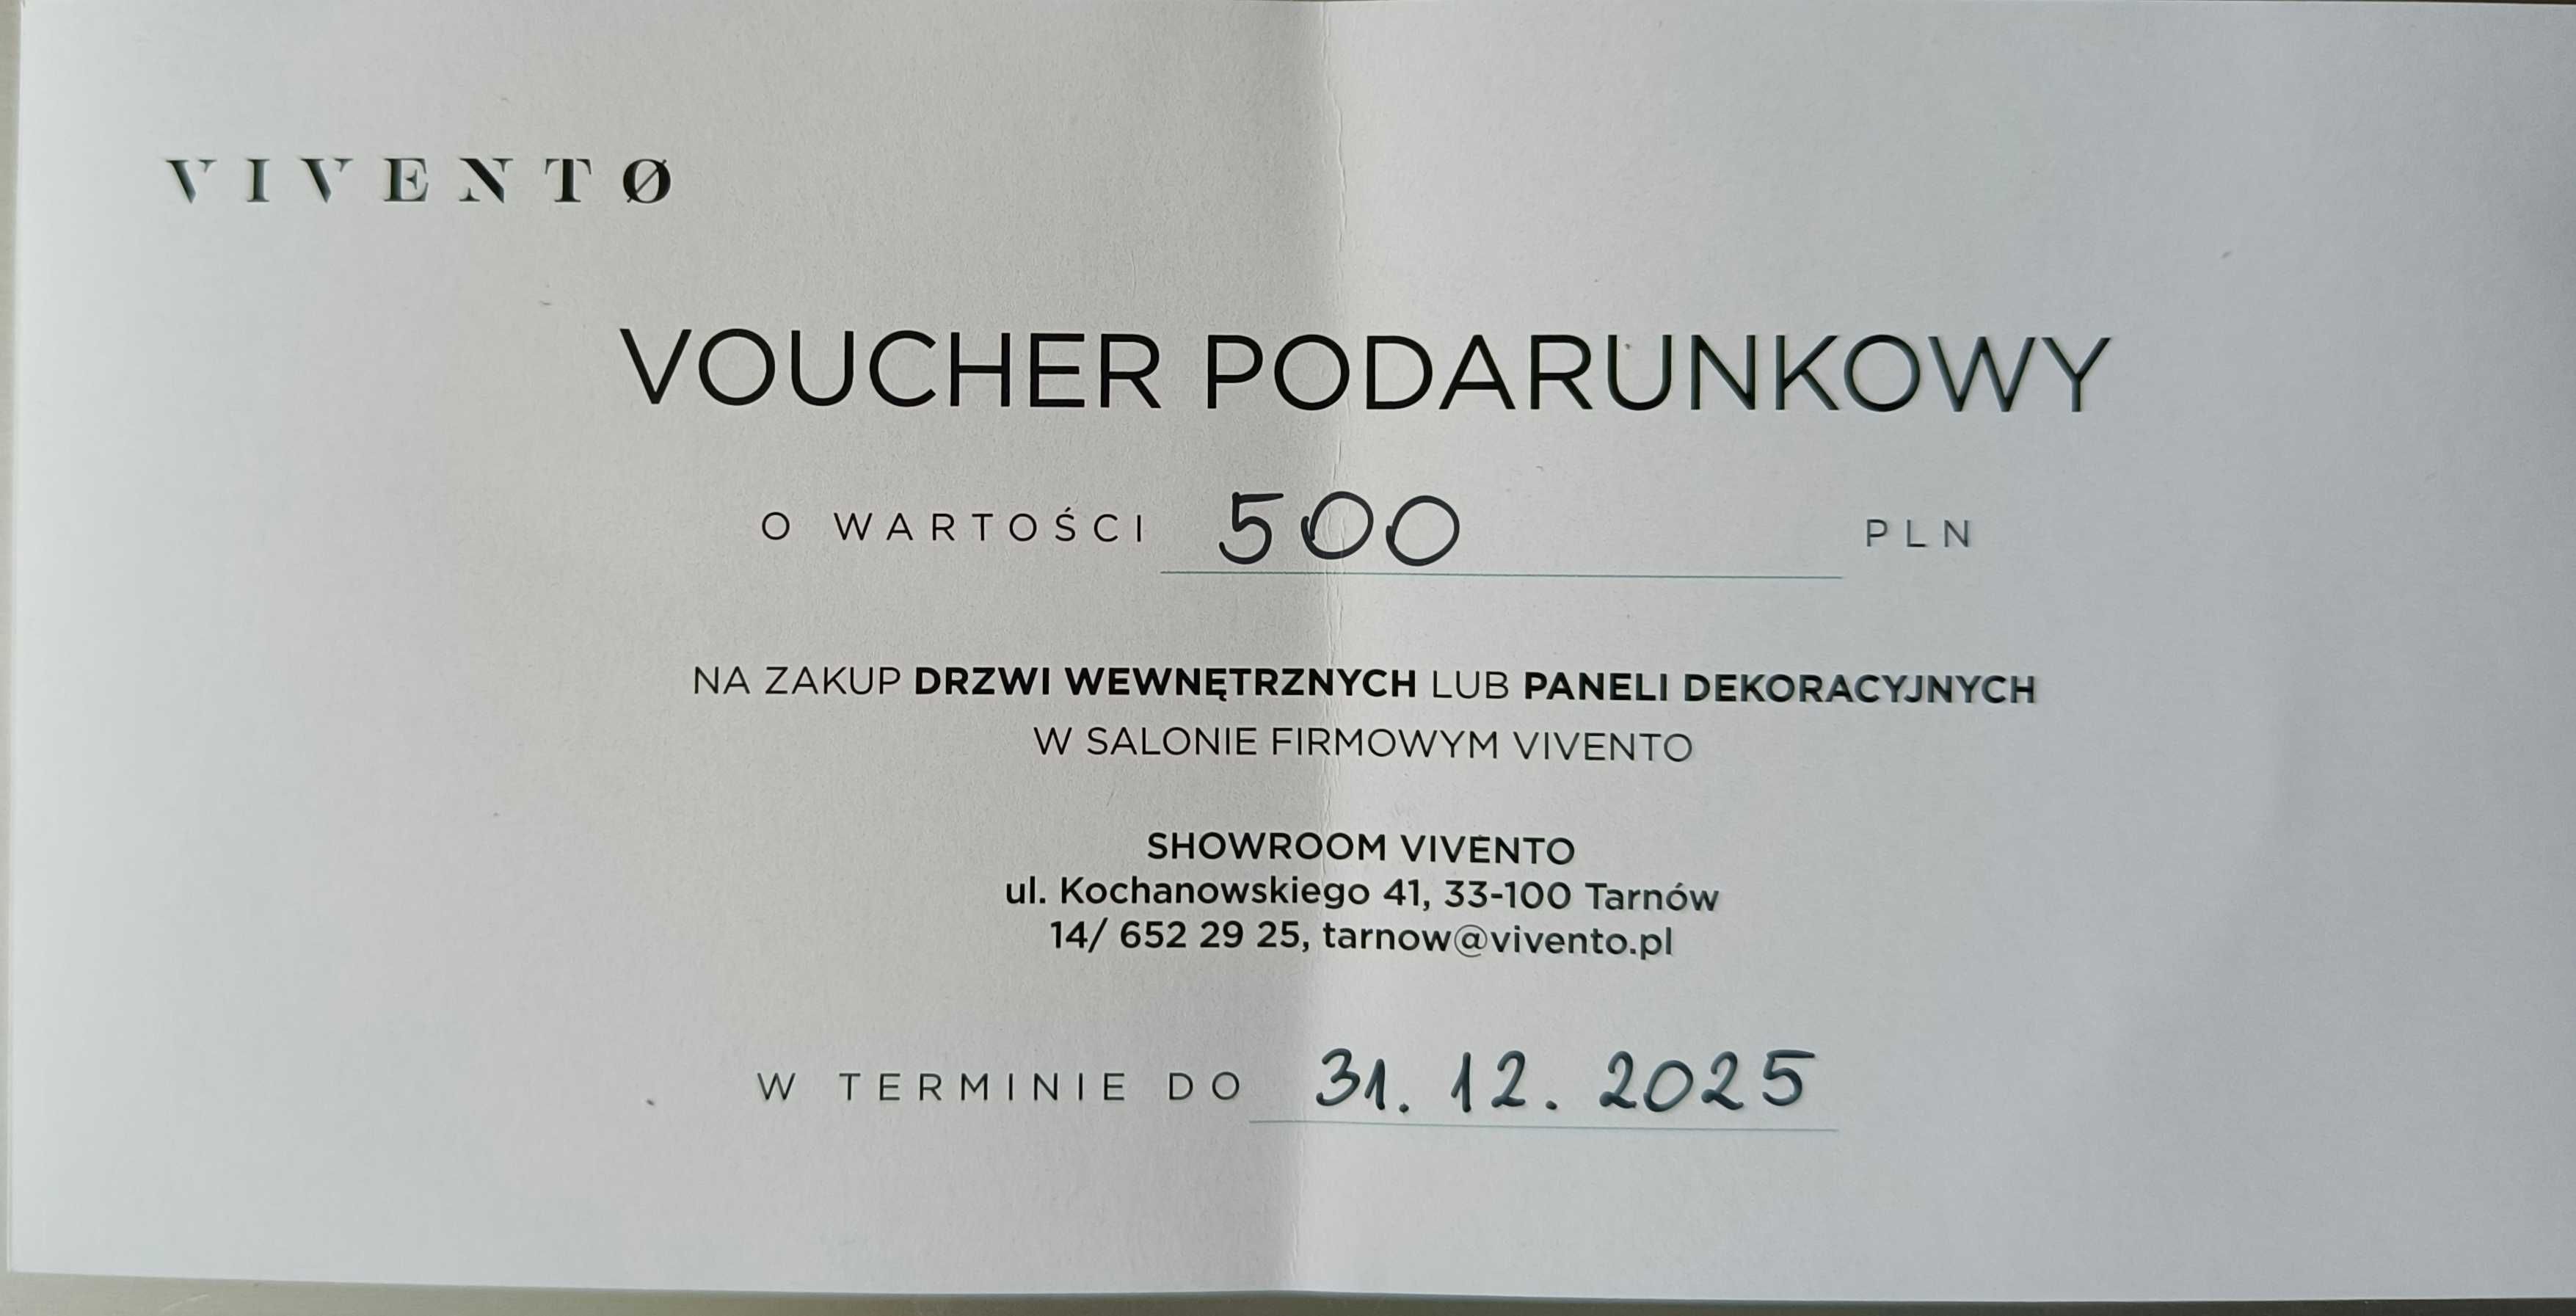 VIVENTØ
VOUCHER PODARUNKOWY
O WARTOŚCI 500 PLN
NA ZAKUP DRZWI WEWNĘTRZNYCH LUB PANELI DEKORACYJNYCH
W SALONIE FIRMOWYM VIVENTO
SHOWROOM VIVENTO
ul. Kochanowskiego 41, 33-100 Tarnów
14/ 652 29 25, tarnow@vivento.pl
W TERMINIE DO 31. 12. 2025